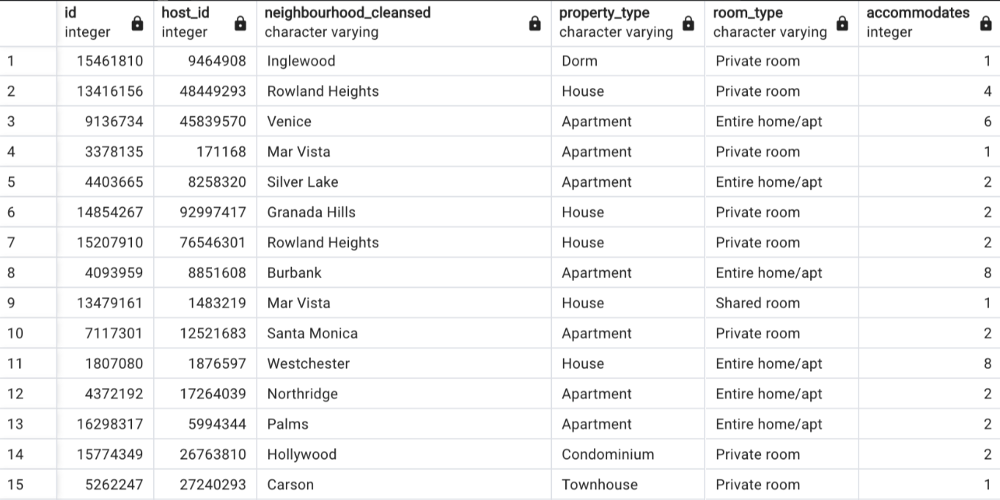 id host_id neighbourhood_cleansed property_type room_type accommodates
integer integer character varying character varying character varying integer
1 15461810 9464908 Inglewood Dorm Private room 1
2 13416156 48449293 Rowland Heights House Private room 4
3 9136734 45839570 Venice Apartment Entire home/apt 6
4 3378135 171168 Mar Vista Apartment Private room 1
5 4403665 8258320 Silver Lake Apartment Entire home/apt 2
6 14854267 92997417 Granada Hills House Private room 2
7 15207910 76546301 Rowland Heights House Private room 2
8 4093959 8851608 Burbank Apartment Entire home/apt 8
9 13479161 1483219 Mar Vista House Shared room 1
10 7117301 12521683 Santa Monica Apartment Private room 2
11 1807080 1876597 Westchester House Entire home/apt 8
12 4372192 17264039 Northridge Apartment Entire home/apt 2
13 16298317 5994344 Palms Apartment Entire home/apt 2
14 15774349 26763810 Hollywood Condominium Private room 2
15 5262247 27240293 Carson Townhouse Private room 1